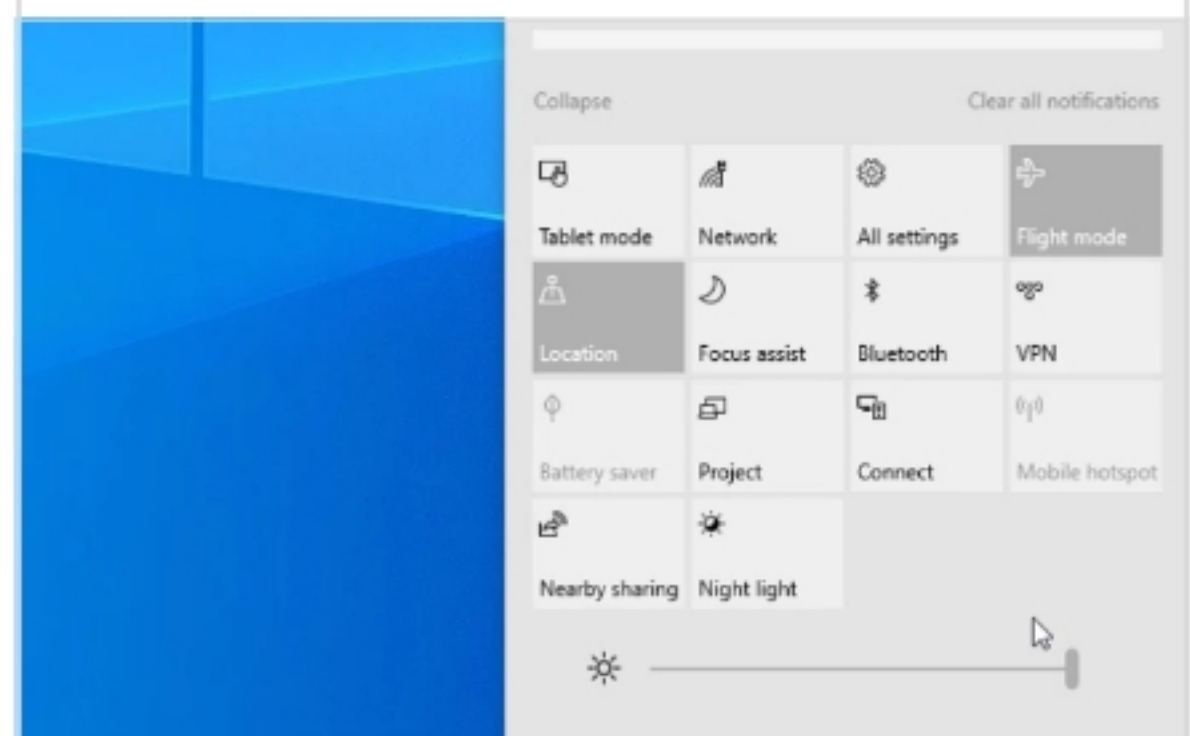 Collapse Clear all notifications
Tablet mode Network All settings Flight mode
Location Focus assist Bluetooth VPN
Battery saver Project Connect Mobile hotspot
Nearby sharing Night light